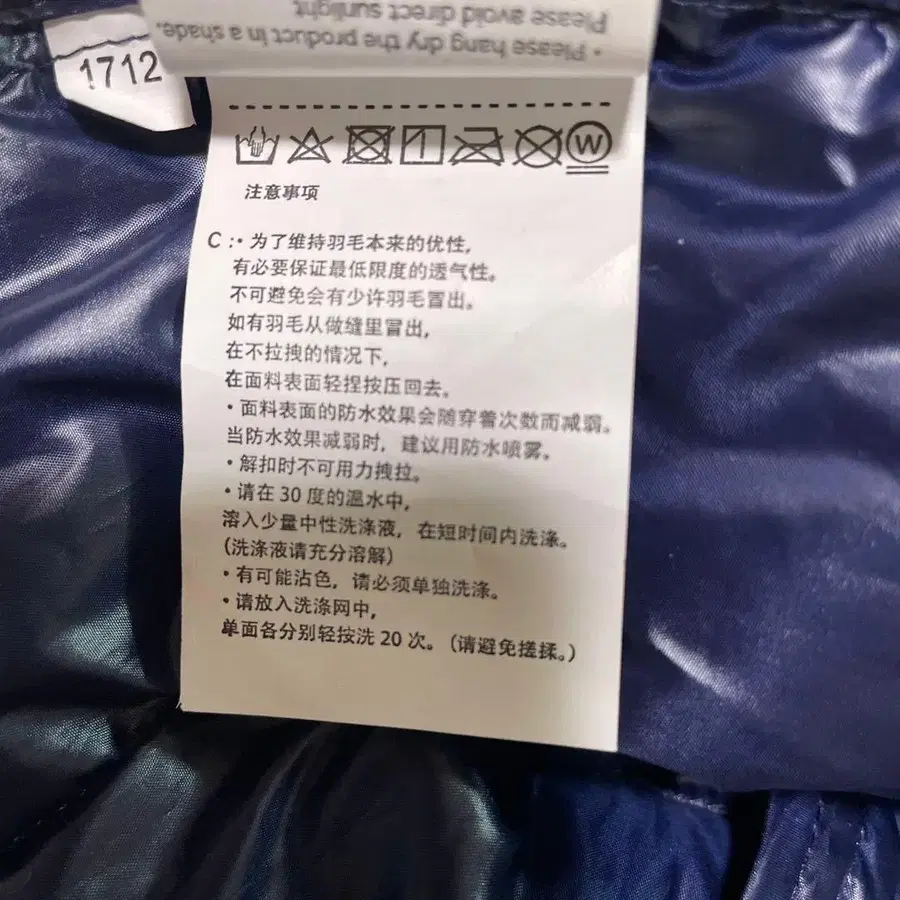 Please avoid direct sunlight
• Please hang dry the product in a shade.
1712
W
注意事项
C :• 为了维持羽毛本来的优性，
有必要保证最低限度的透气性。
不可避免会有少许羽毛冒出。
如有羽毛从做缝里冒出，
在不拉拽的情况下，
在面料表面轻捏按压回去。
• 面料表面的防水效果会随穿着次数而减弱。
当防水效果减弱时，建议用防水喷雾。
• 解扣时不可用力拽拉。
• 请在 30 度的温水中，
溶入少量中性洗涤液，在短时间内洗涤。
（洗涤液请充分溶解）
• 有可能沾色，请必须单独洗涤。
• 请放入洗涤网中，
单面各分别轻按洗 20 次。（请避免搓揉。）